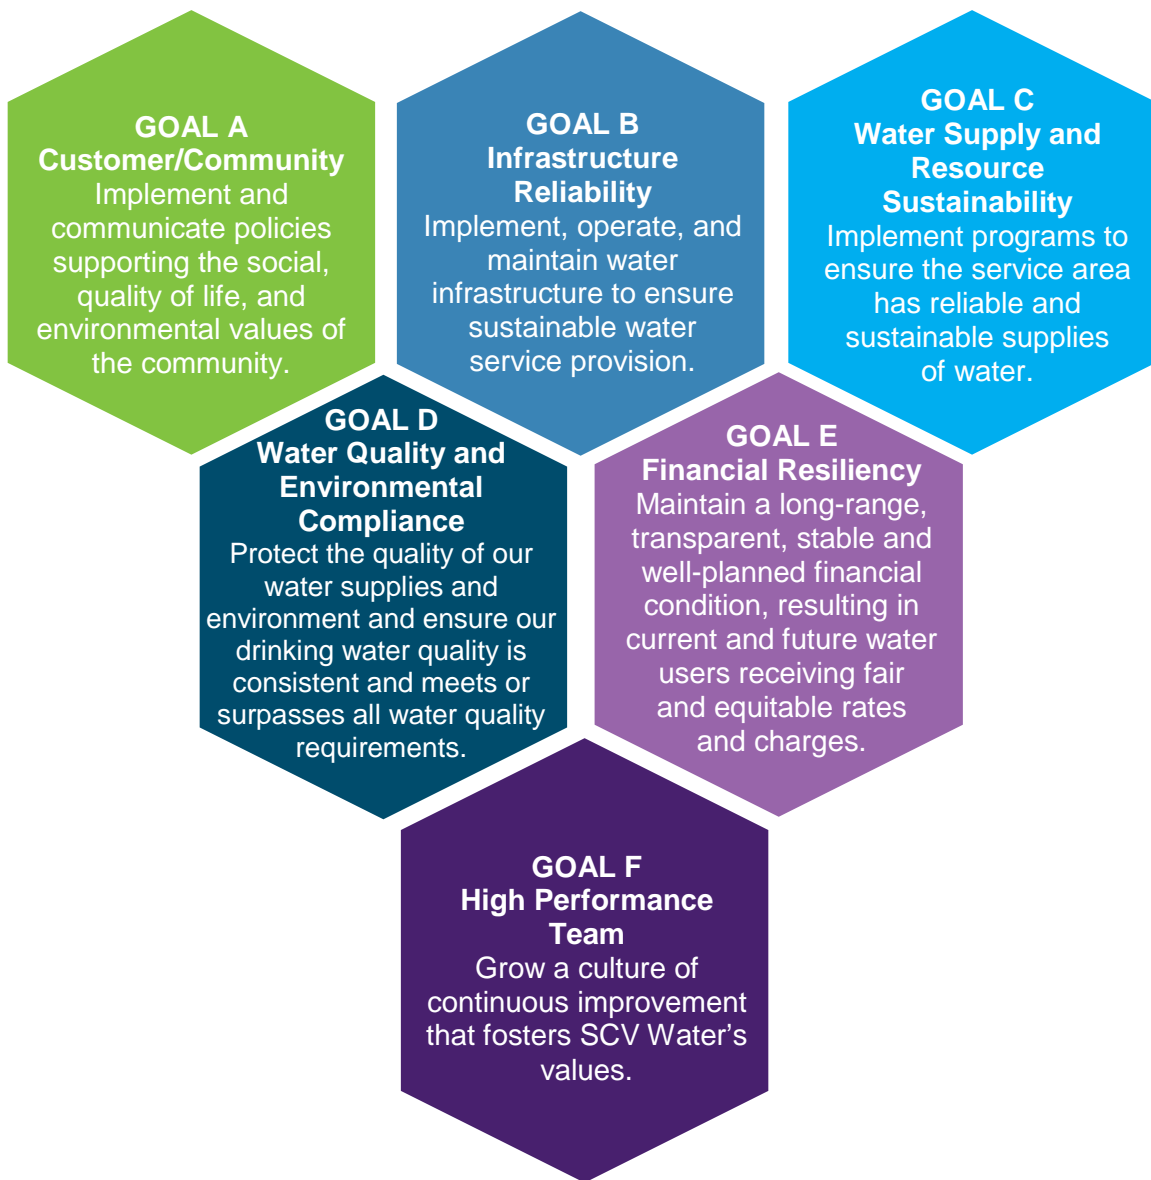 GOAL A
Customer/Community
Implement and
communicate policies
supporting the social,
quality of life, and
environmental values of
the community.
GOAL B
Infrastructure
Reliability
Implement, operate, and
maintain water
infrastructure to ensure
sustainable water
service provision.
GOAL C
Water Supply and
Resource
Sustainability
Implement programs to
ensure the service area
has reliable and
sustainable supplies
of water.
GOAL D
Water Quality and
Environmental
Compliance
Protect the quality of our
water supplies and
environment and ensure our
drinking water quality is
consistent and meets or
surpasses all water quality
requirements.
GOAL E
Financial Resiliency
Maintain a long-range,
transparent, stable and
well-planned financial
condition, resulting in
current and future water
users receiving fair
and equitable rates
and charges.
GOAL F
High Performance
Team
Grow a culture of
continuous improvement
that fosters SCV Water’s
values.